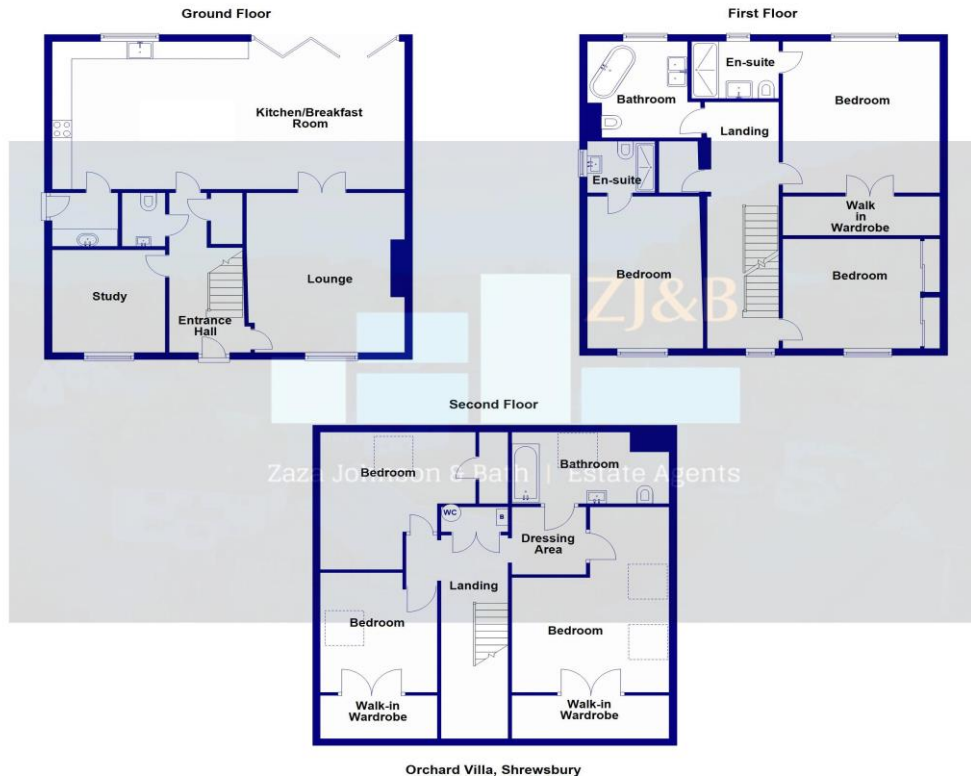 Ground Floor
Kitchen/Breakfast
Room
Study
Entrance
Hall
Lounge
First Floor
En-suite
Bathroom
Bedroom
Landing
En-suite
Walk
in
Wardrobe
Bedroom
Bedroom
ZJ&B
Second Floor
Bedroom
Bathroom
Zaza Johnson & Bath | Estate Agents
WC
B
Dressing
Area
Landing
Bedroom
Bedroom
Walk-in
Wardrobe
Walk-in
Wardrobe
Orchard Villa, Shrewsbury